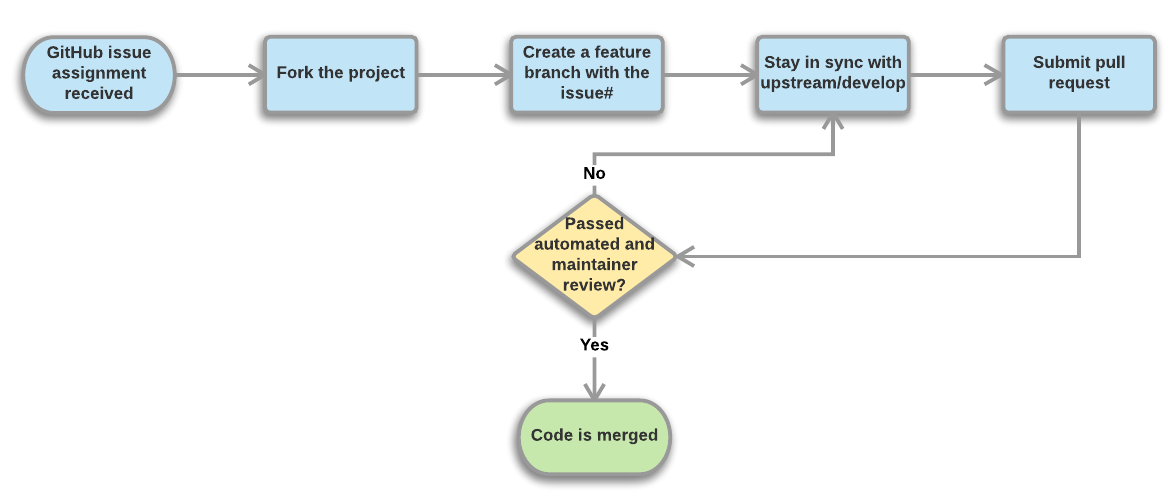 GitHub issue
assignment
received
Fork the project
Create a feature
branch with the
issue#
Stay in sync with
upstream/develop
Submit pull
request
No
Passed
automated and
maintainer
review?
Yes
Code is merged